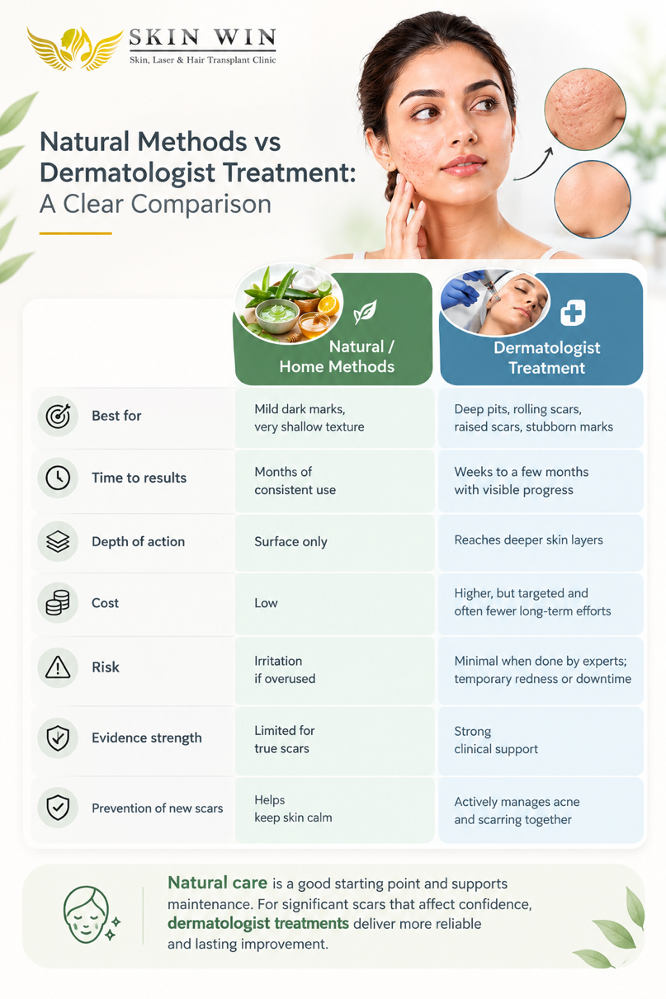 SKIN WIN
Skin, Laser & Hair Transplant Clinic
Natural Methods vs
Dermatologist Treatment:
A Clear Comparison
Natural /
Home Methods
Dermatologist
Treatment
Best for
Mild dark marks,
very shallow texture
Deep pits, rolling scars,
raised scars, stubborn marks
Time to results
Months of
consistent use
Weeks to a few months
with visible progress
Depth of action
Surface only
Reaches deeper skin layers
Cost
Low
Higher, but targeted and
often fewer long-term efforts
Risk
Irritation
if overused
Minimal when done by experts;
temporary redness or downtime
Evidence strength
Limited for
true scars
Strong
clinical support
Prevention of new scars
Helps
keep skin calm
Actively manages acne
and scarring together
Natural care is a good starting point and supports
maintenance. For significant scars that affect confidence,
dermatologist treatments deliver more reliable
and lasting improvement.